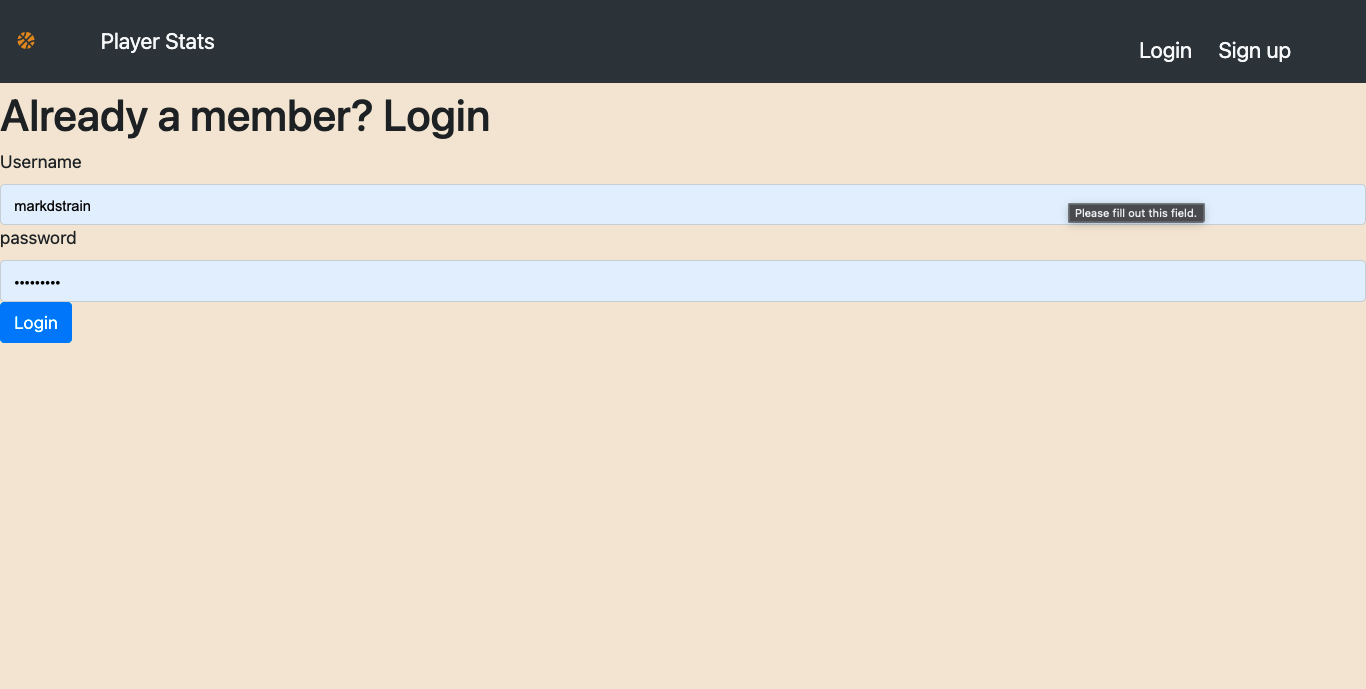 Player Stats
Login Sign up
Already a member? Login
Username
markdstrain
Please fill out this field.
password
•••••••••
Login